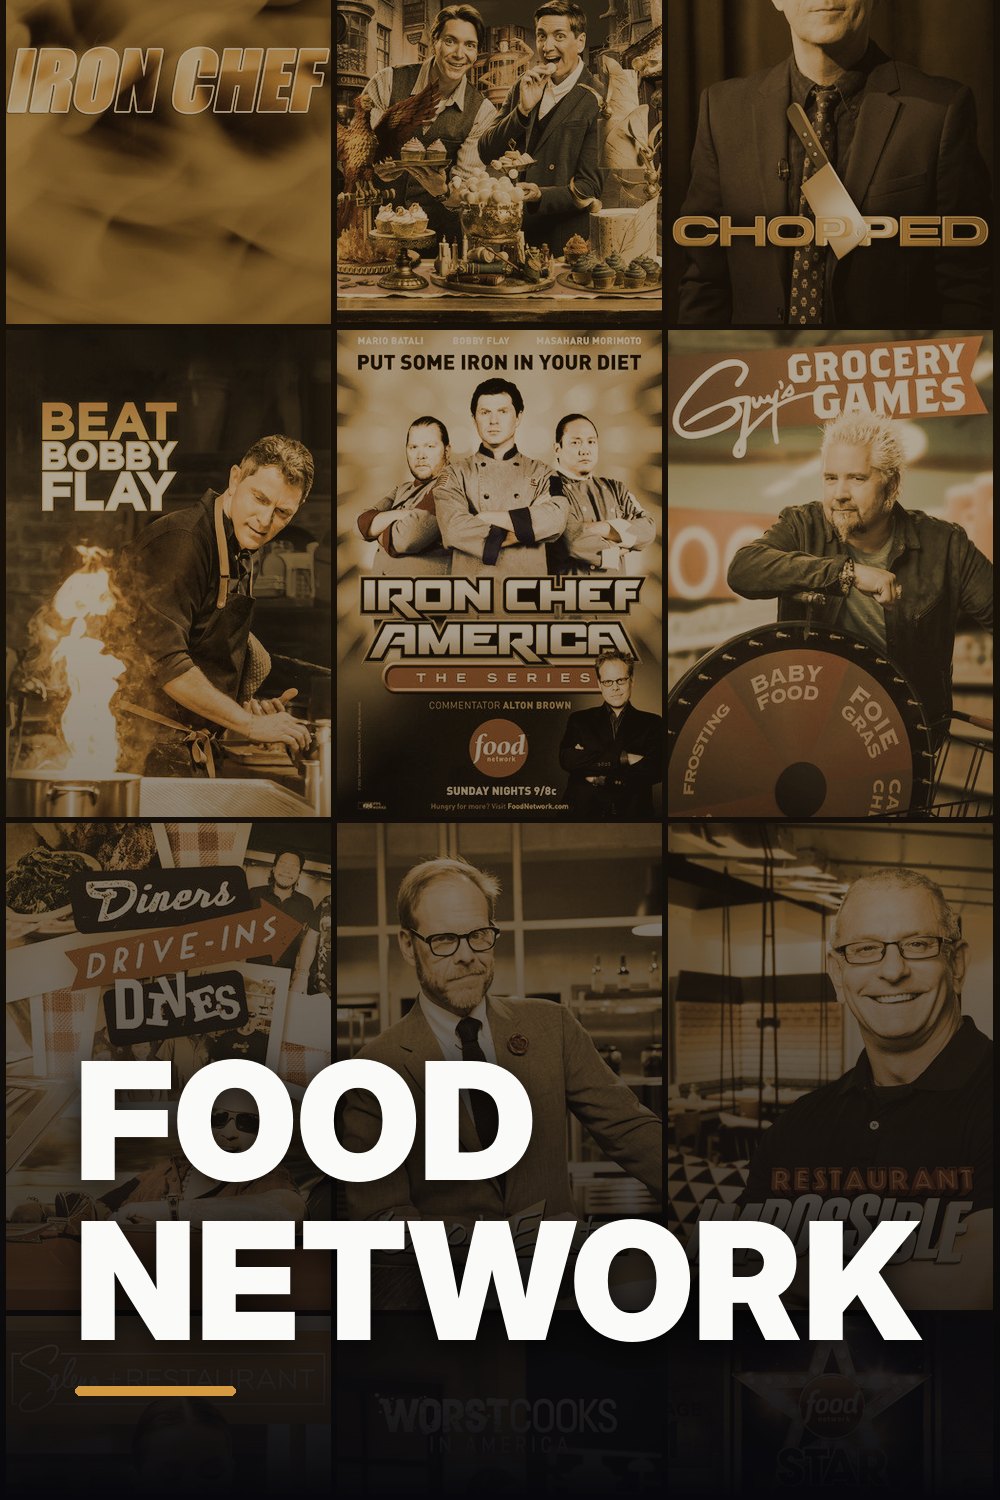 IRON CHEF
CHOPPED
BEAT
BOBBY
FLAY
MARIO BATALI BOBBY FLAY MASAHARU MORIMOTO
PUT SOME IRON IN YOUR DIET
IRON CHEF
AMERICA
THE SERIES
COMMENTATOR ALTON BROWN
food
network
SUNDAY NIGHTS 9/8c
Hungry for more? Visit FoodNetwork.com
Guy's
GROCERY
GAMES
FROSTING
BABY
FOOD
FOIE
GRAS
CA
CH
Diners
DRIVE-INS
DIVES
RESTAURANT
IMPOSSIBLE
FOOD
NETWORK
Selena + RESTAURANT
WORST COOKS
IN AMERICA
food
network
STAR